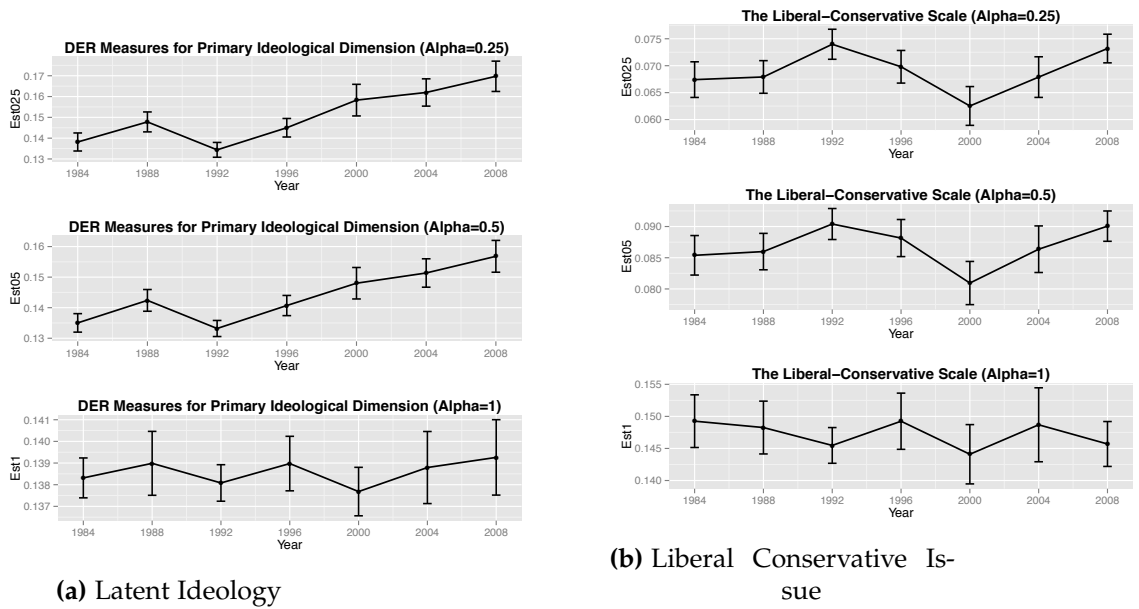 DER Measures for Primary Ideological Dimension (Alpha=0.25)
Est025
0.17
0.16
0.15
0.14
0.13
1984 1988 1992 1996 2000 2004 2008
Year
DER Measures for Primary Ideological Dimension (Alpha=0.5)
Est05
0.16
0.15
0.14
0.13
1984 1988 1992 1996 2000 2004 2008
Year
DER Measures for Primary Ideological Dimension (Alpha=1)
Est1
0.141
0.140
0.139
0.138
0.137
1984 1988 1992 1996 2000 2004 2008
Year
(a) Latent Ideology
The Liberal−Conservative Scale (Alpha=0.25)
Est025
0.075
0.070
0.065
0.060
1984 1988 1992 1996 2000 2004 2008
Year
The Liberal−Conservative Scale (Alpha=0.5)
Est05
0.090
0.085
0.080
1984 1988 1992 1996 2000 2004 2008
Year
The Liberal−Conservative Scale (Alpha=1)
Est1
0.155
0.150
0.145
0.140
1984 1988 1992 1996 2000 2004 2008
Year
(b) Liberal Conservative Is-
sue